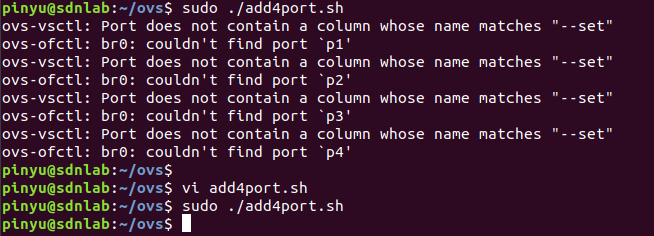 pinyu@sdnlab:~/ovs$ sudo ./add4port.sh
ovs-vsctl: Port does not contain a column whose name matches "--set"
ovs-ofctl: br0: couldn't find port `p1'
ovs-vsctl: Port does not contain a column whose name matches "--set"
ovs-ofctl: br0: couldn't find port `p2'
ovs-vsctl: Port does not contain a column whose name matches "--set"
ovs-ofctl: br0: couldn't find port `p3'
ovs-vsctl: Port does not contain a column whose name matches "--set"
ovs-ofctl: br0: couldn't find port `p4'
pinyu@sdnlab:~/ovs$
pinyu@sdnlab:~/ovs$ vi add4port.sh
pinyu@sdnlab:~/ovs$ sudo ./add4port.sh
pinyu@sdnlab:~/ovs$